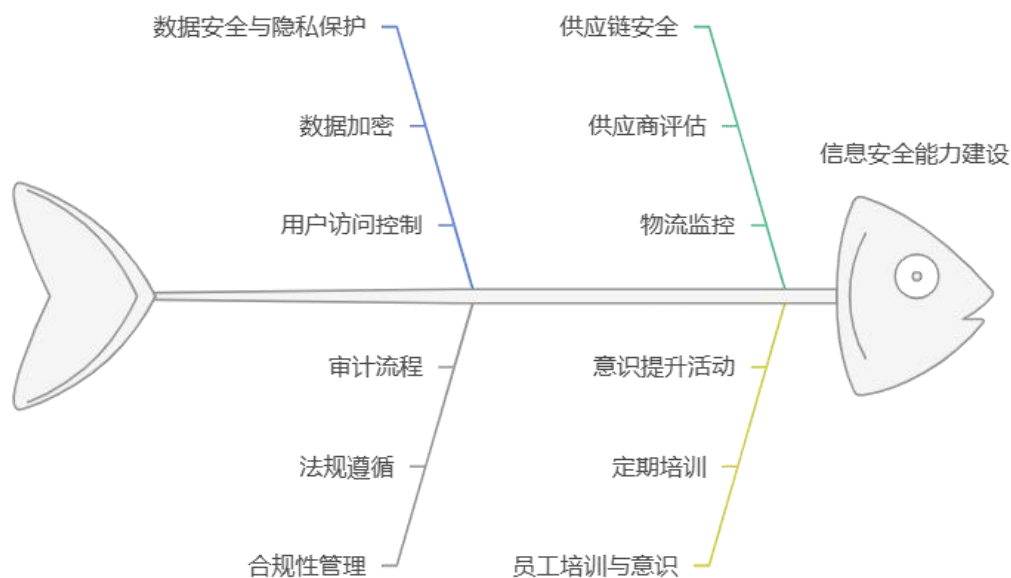 数据安全与隐私保护
数据加密
用户访问控制
供应链安全
供应商评估
物流监控
信息安全能力建设
审计流程
法规遵循
合规性管理
意识提升活动
定期培训
员工培训与意识